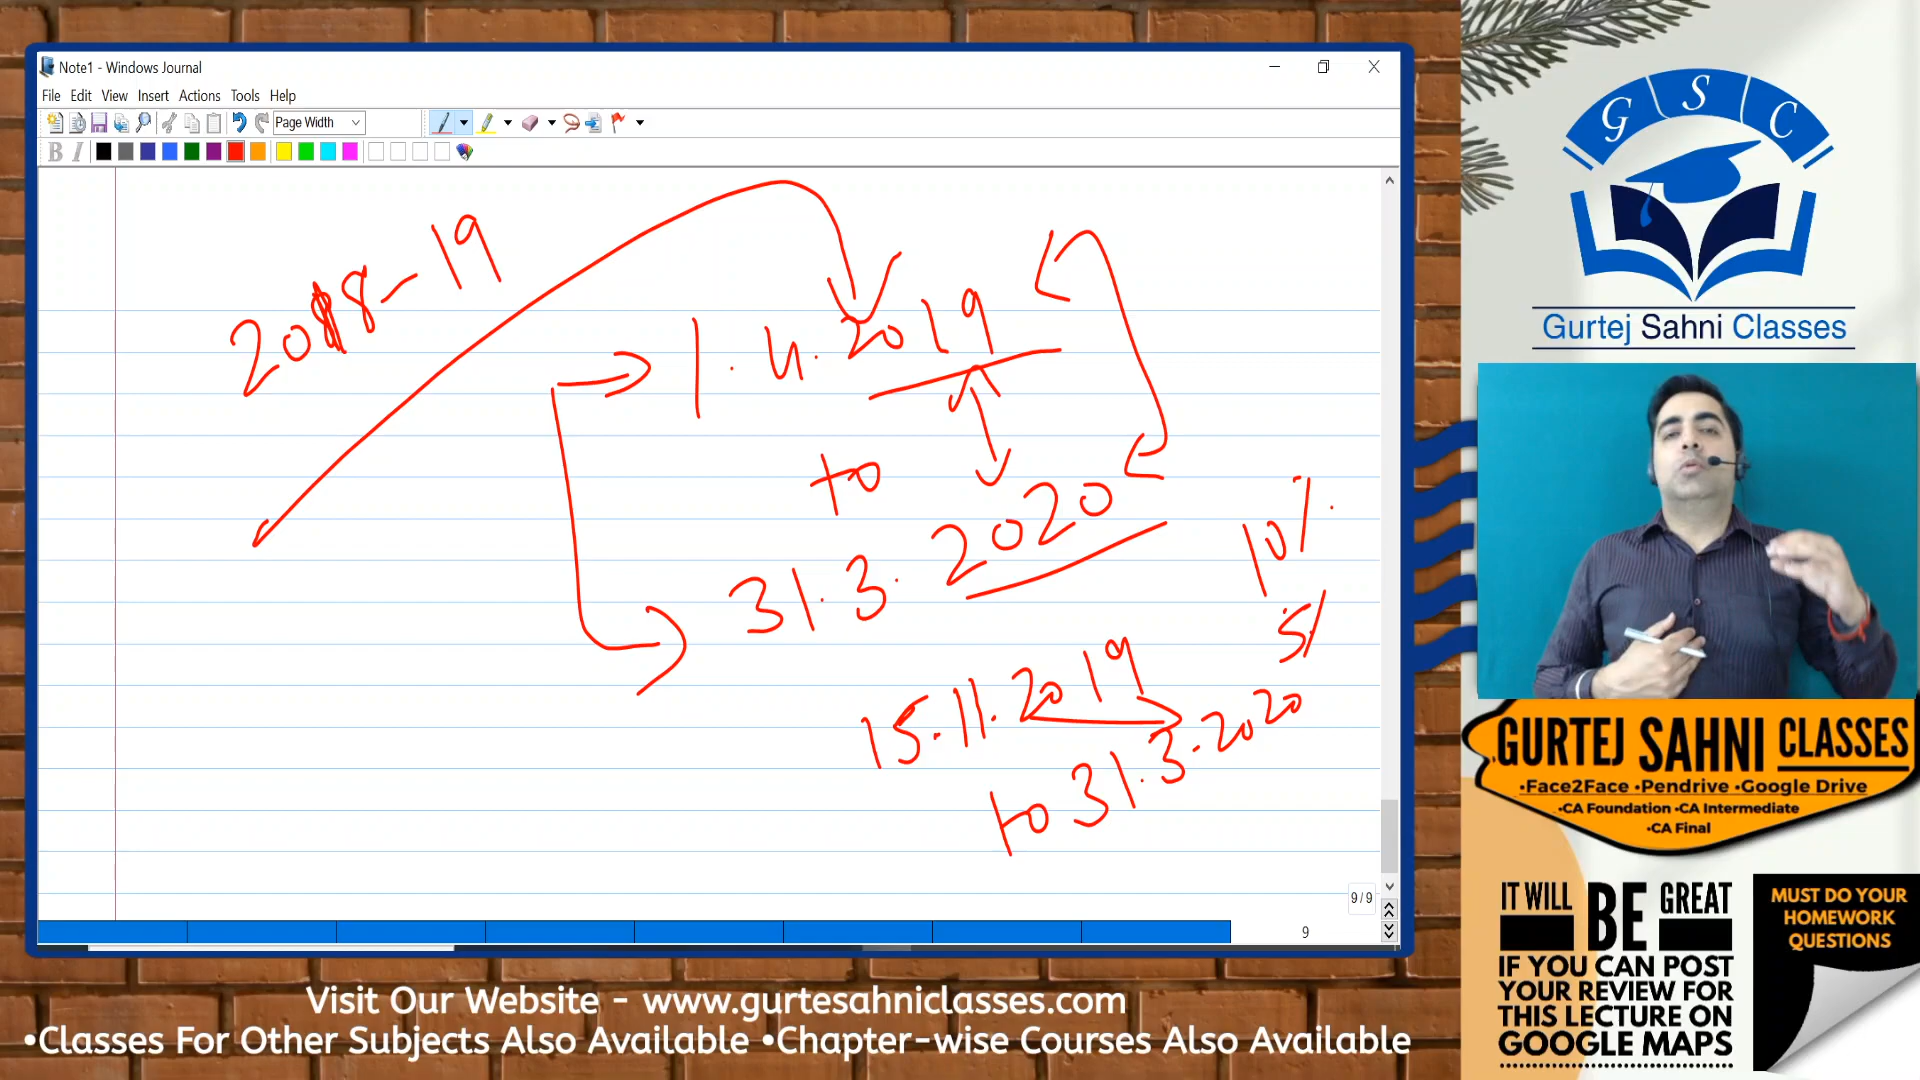 Note1 - Windows Journal
File Edit View Insert Actions Tools Help
Page Width
B I
2018-19
1.4.2019
to
31.3.2020
10%.
5%
15.11.2019
to 31.3.2020
9/9
9
G S C
Gurtej Sahni Classes
GURTEJ SAHNI CLASSES
•Face2Face •Pendrive •Google Drive
•CA Foundation •CA Intermediate
•CA Final
IT WILL BE GREAT
IF YOU CAN POST
YOUR REVIEW FOR
THIS LECTURE ON
GOOGLE MAPS
MUST DO YOUR
HOMEWORK
QUESTIONS
Visit Our Website - www.gurtesahniclasses.com
•Classes For Other Subjects Also Available •Chapter-wise Courses Also Available